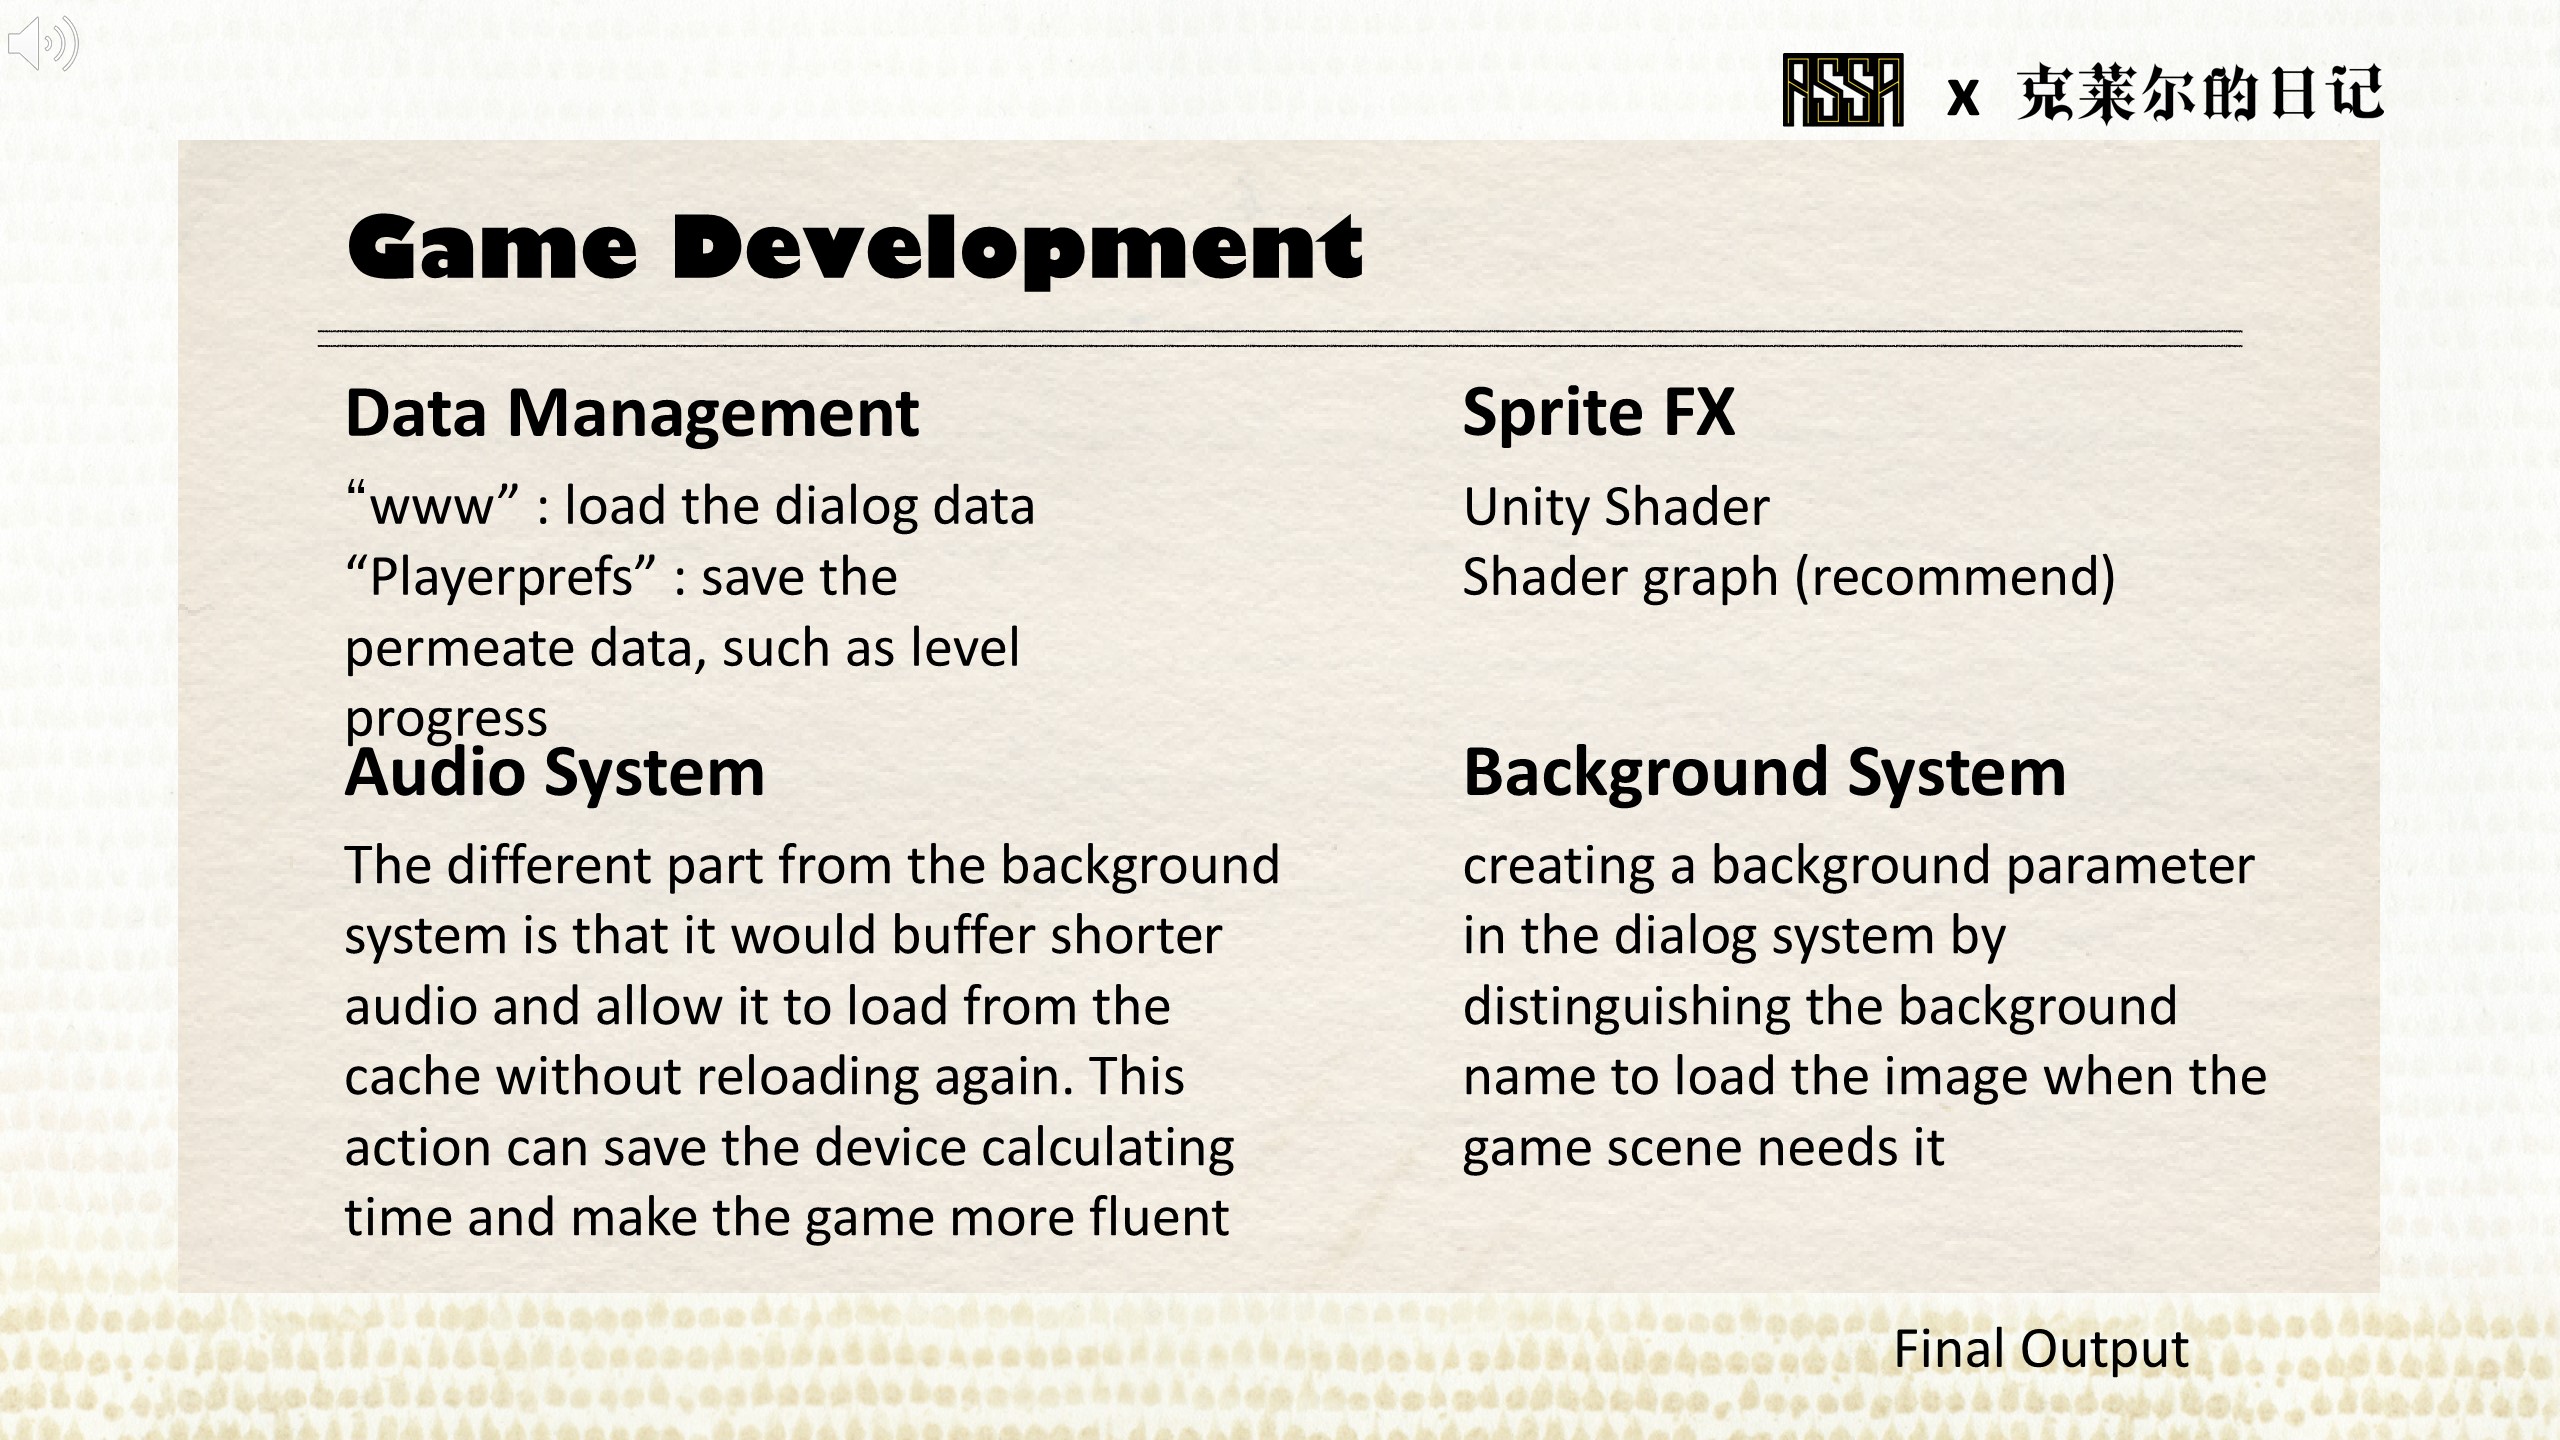 ASSA x 克莱尔的日记
Game Development
Data Management
“www” : load the dialog data
“Playerprefs” : save the
permeate data, such as level
progress
Sprite FX
Unity Shader
Shader graph (recommend)
Audio System
The different part from the background
system is that it would buffer shorter
audio and allow it to load from the
cache without reloading again. This
action can save the device calculating
time and make the game more fluent
Background System
creating a background parameter
in the dialog system by
distinguishing the background
name to load the image when the
game scene needs it
Final Output